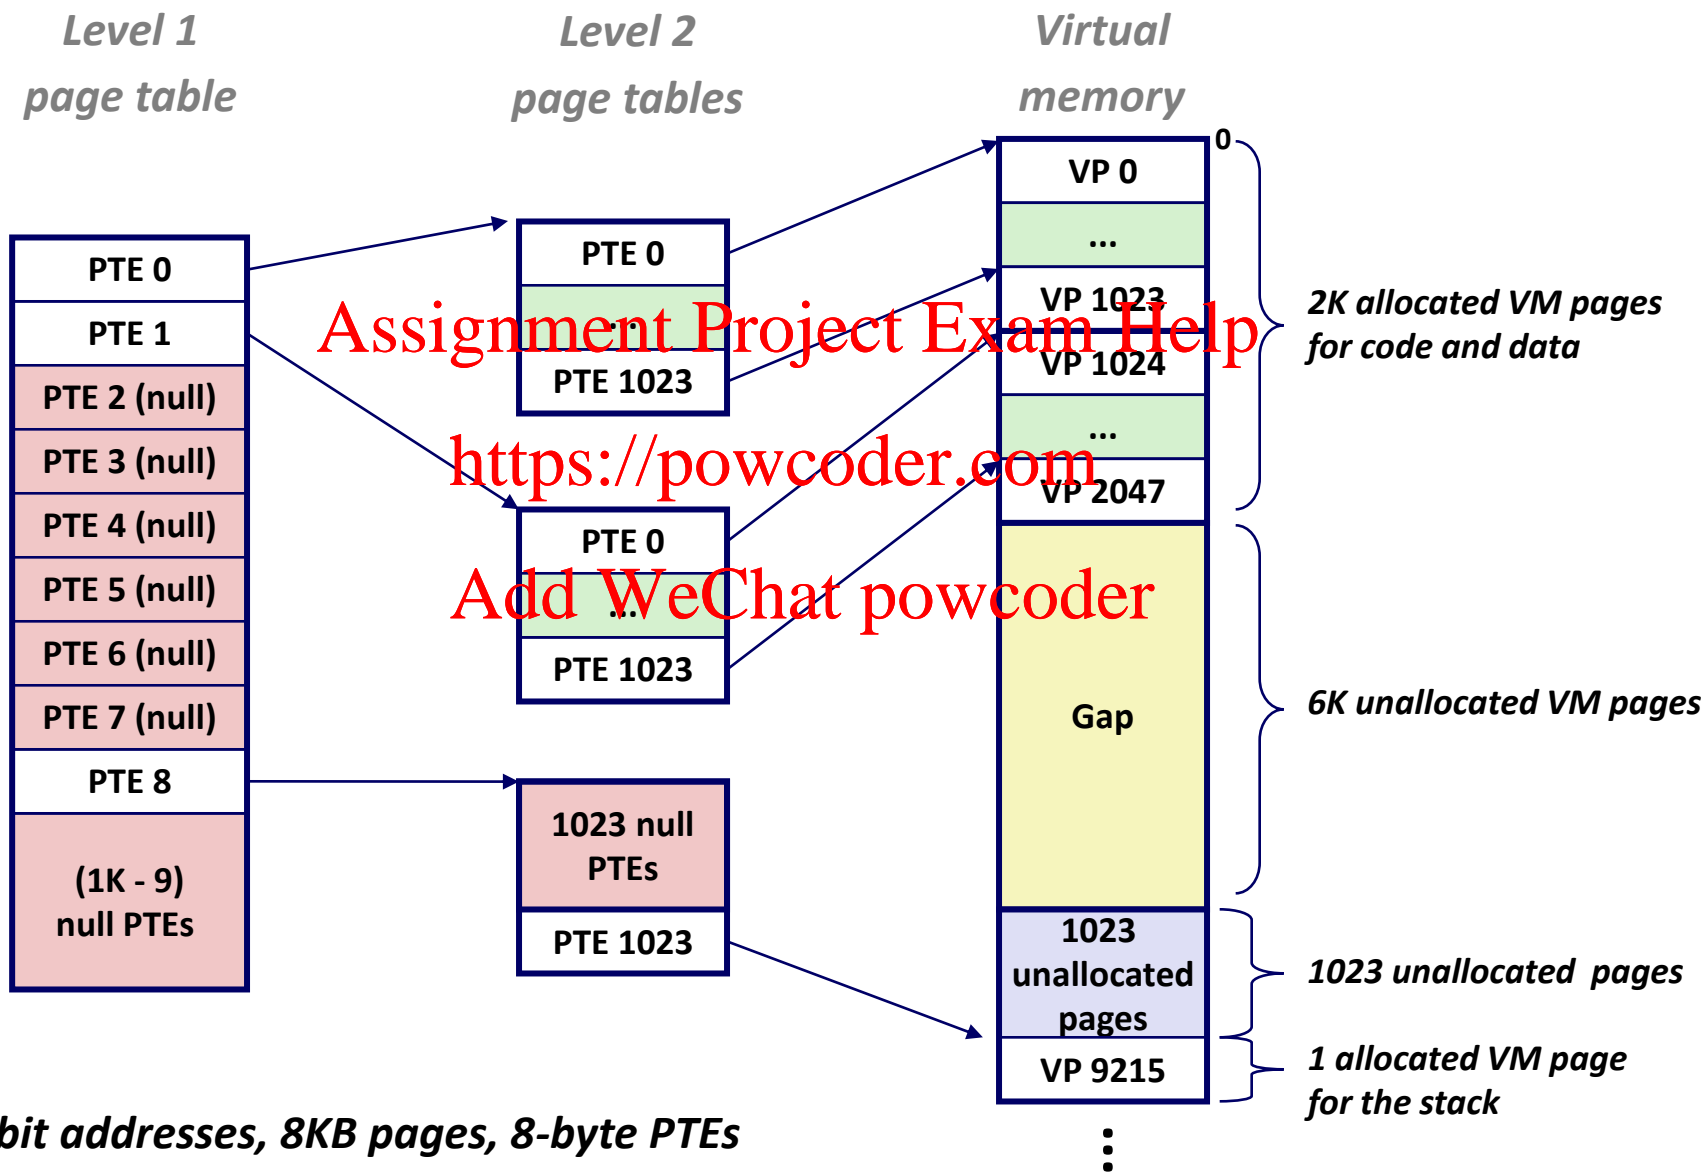 Level 1
page table
Level 2
page tables
Virtual
memory
PTE 0
PTE 1
PTE 2 (null)
PTE 3 (null)
PTE 4 (null)
PTE 5 (null)
PTE 6 (null)
PTE 7 (null)
PTE 8
(1K - 9)
null PTEs
PTE 0
...
PTE 1023
PTE 0
...
PTE 1023
1023 null
PTEs
PTE 1023
0
VP 0
...
VP 1023
VP 1024
...
VP 2047
Gap
1023
unallocated
pages
VP 9215
2K allocated VM pages
for code and data
6K unallocated VM pages
1023 unallocated pages
1 allocated VM page
for the stack
Assignment Project Exam Help
https://powcoder.com
Add WeChat powcoder
bit addresses, 8KB pages, 8-byte PTEs